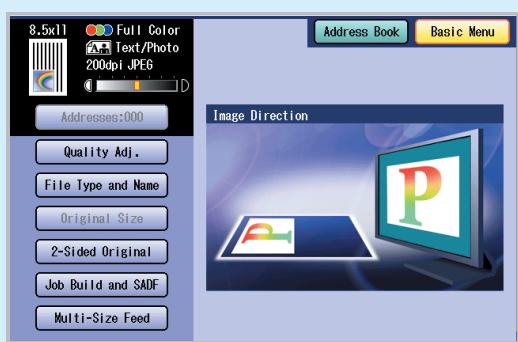 8.5x11
Full Color
A Text/Photo
200dpi JPEG
Address Book
Basic Menu
Addresses:000
Quality Adj.
File Type and Name
Original Size
2-Sided Original
Job Build and SADF
Multi-Size Feed
Image Direction
P
P